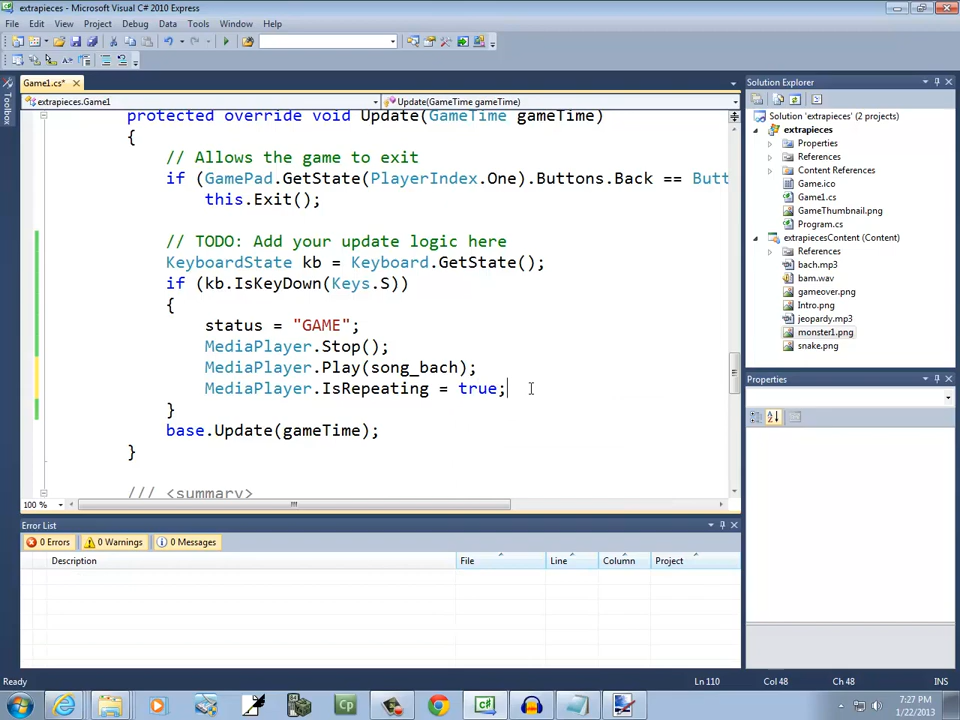 extrapieces - Microsoft Visual C# 2010 Express
File Edit View Project Debug Data Tools Window Help
Game1.cs*
Toolbox
extrapieces.Game1
Update(GameTime gameTime)
protected override void Update(GameTime gameTime)
{
// Allows the game to exit
if (GamePad.GetState(PlayerIndex.One).Buttons.Back == Butt
this.Exit();
// TODO: Add your update logic here
KeyboardState kb = Keyboard.GetState();
if (kb.IsKeyDown(Keys.S))
{
status = "GAME";
MediaPlayer.Stop();
MediaPlayer.Play(song_bach);
MediaPlayer.IsRepeating = true;
}
base.Update(gameTime);
}
/// <summary>
100 %
Error List
0 Errors 0 Warnings 0 Messages
Description File Line Column Project
Solution Explorer
Solution 'extrapieces' (2 projects)
extrapieces
Properties
References
Content References
Game.ico
Game1.cs
GameThumbnail.png
Program.cs
extrapiecesContent (Content)
References
bach.mp3
bam.wav
gameover.png
Intro.png
jeopardy.mp3
monster1.png
snake.png
Properties
Ready Ln 110 Col 48 Ch 48 INS
Cp
7:27 PM
1/22/2013